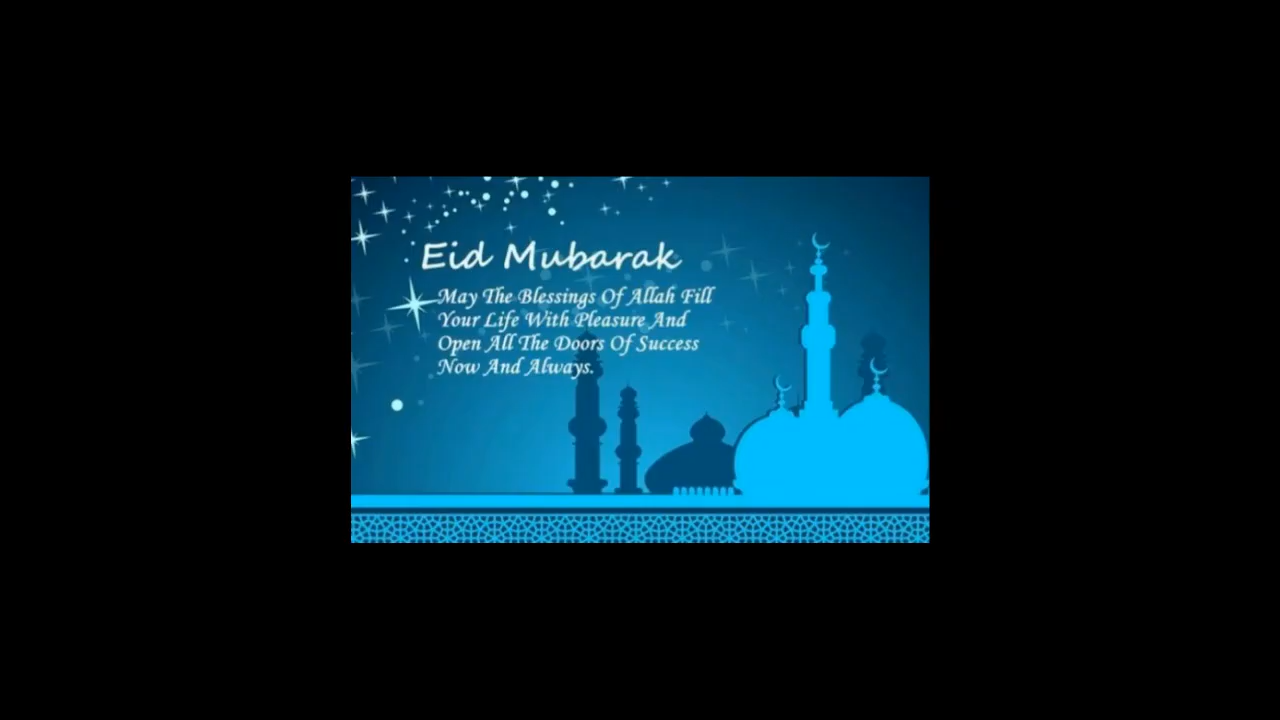 Eid Mubarak
May The Blessings Of Allah Fill
Your Life With Pleasure And
Open All The Doors Of Success
Now And Always.